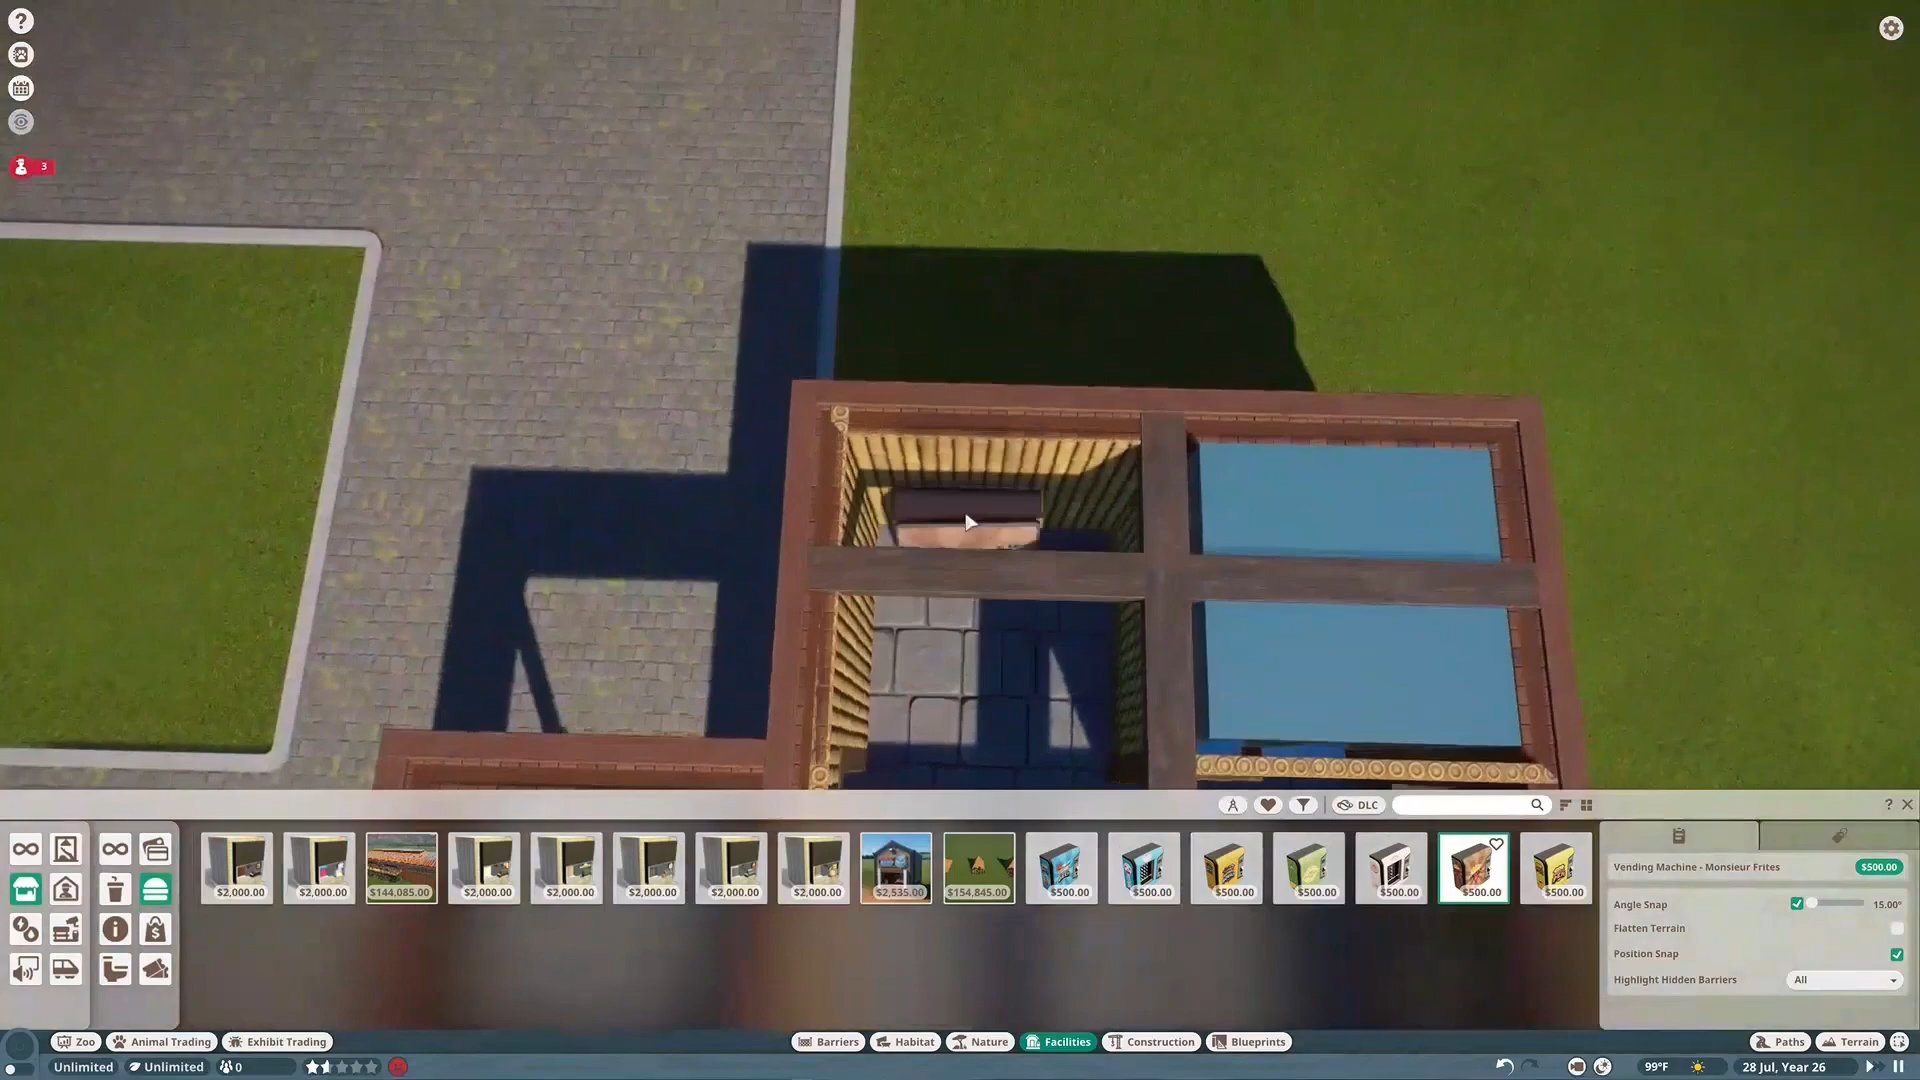 ?
3
DLC
?
$2,000.00 $2,000.00 $144,085.00 $2,000.00 $2,000.00 $2,000.00 $2,000.00 $2,000.00 $2,535.00 $154,845.00 $500.00 $500.00 $500.00 $500.00 $500.00 $500.00 $500.00
Vending Machine - Monsieur Frites $500.00
Angle Snap 15.00°
Flatten Terrain
Position Snap
Highlight Hidden Barriers All
Zoo Animal Trading Exhibit Trading Barriers Habitat Nature Facilities Construction Blueprints Paths Terrain
Unlimited Unlimited 0 99°F 28 Jul, Year 26